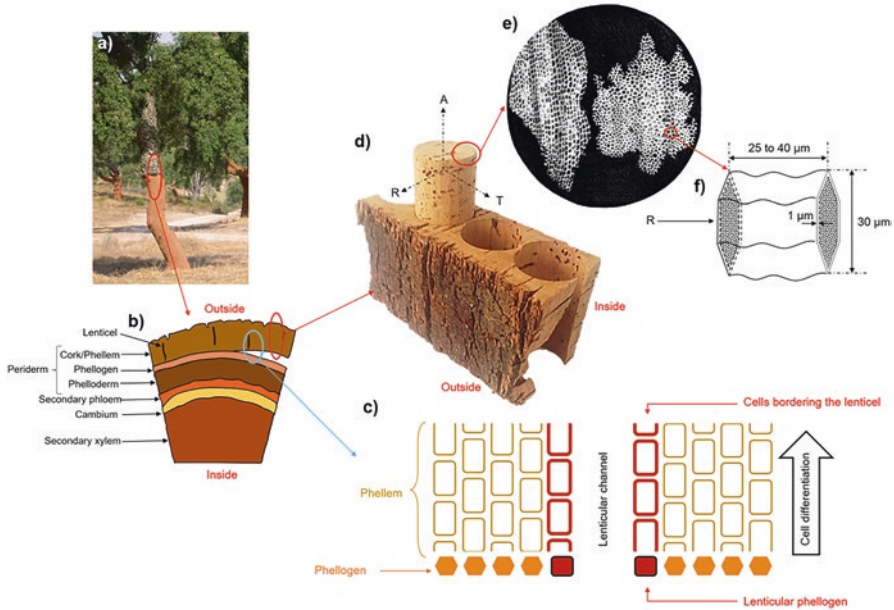 a)
Outside
b)
Lenticel
Cork/Phellem
Periderm
Phellogen
Phelloderm
Secondary phloem
Cambium
Secondary xylem
Inside
d)
A
R
T
Inside
Outside
e)
25 to 40 µm
f)
R
1 µm
30 µm
c)
Cells bordering the lenticel
Phellem
Lenticular channel
Cell differentiation
Phellogen
Lenticular phellogen